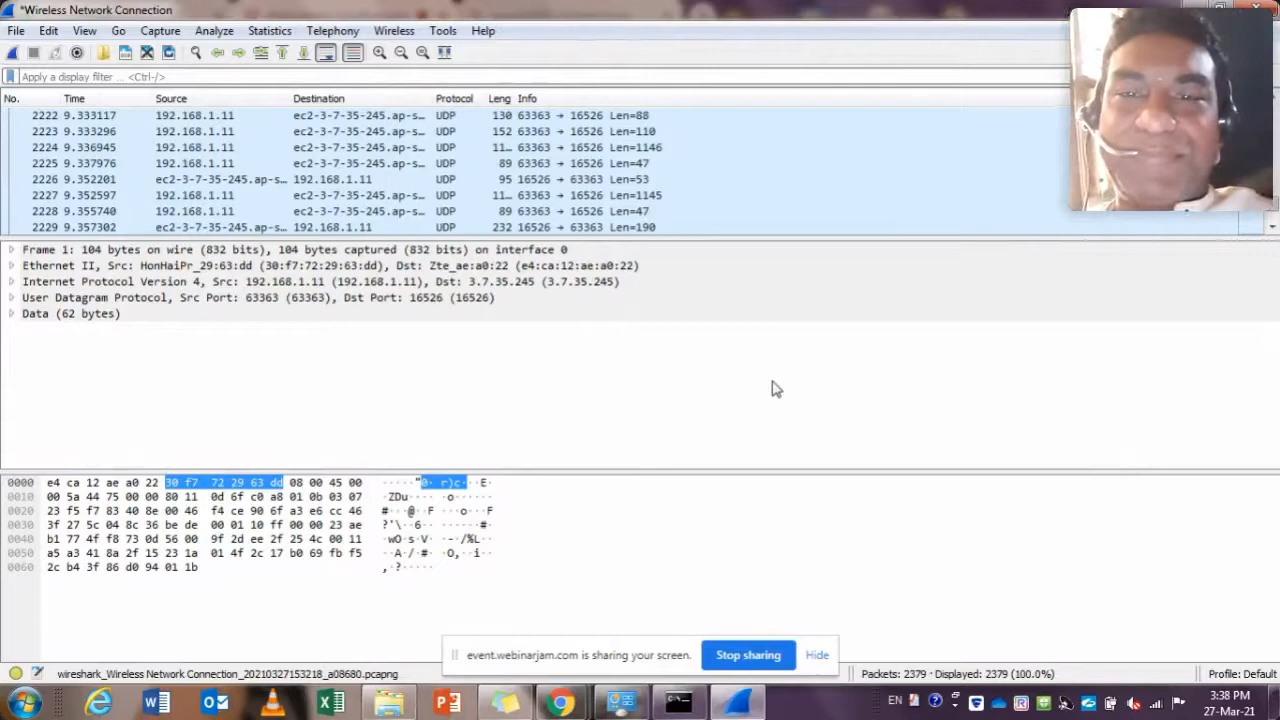 *Wireless Network Connection
File Edit View Go Capture Analyze Statistics Telephony Wireless Tools Help
Apply a display filter ... <Ctrl-/>
No. Time Source Destination Protocol Leng Info
2222 9.333117 192.168.1.11 ec2-3-7-35-245.ap-s... UDP 130 63363 → 16526 Len=88
2223 9.333296 192.168.1.11 ec2-3-7-35-245.ap-s... UDP 152 63363 → 16526 Len=110
2224 9.336945 192.168.1.11 ec2-3-7-35-245.ap-s... UDP 11... 63363 → 16526 Len=1146
2225 9.337976 192.168.1.11 ec2-3-7-35-245.ap-s... UDP 89 63363 → 16526 Len=47
2226 9.352201 ec2-3-7-35-245.ap-s... 192.168.1.11 UDP 95 16526 → 63363 Len=53
2227 9.352597 192.168.1.11 ec2-3-7-35-245.ap-s... UDP 11... 63363 → 16526 Len=1145
2228 9.355740 192.168.1.11 ec2-3-7-35-245.ap-s... UDP 89 63363 → 16526 Len=47
2229 9.357302 ec2-3-7-35-245.ap-s... 192.168.1.11 UDP 232 16526 → 63363 Len=190
Frame 1: 104 bytes on wire (832 bits), 104 bytes captured (832 bits) on interface 0
Ethernet II, Src: HonHaiPr_29:63:dd (30:f7:72:29:63:dd), Dst: Zte_ae:a0:22 (e4:ca:12:ae:a0:22)
Internet Protocol Version 4, Src: 192.168.1.11 (192.168.1.11), Dst: 3.7.35.245 (3.7.35.245)
User Datagram Protocol, Src Port: 63363 (63363), Dst Port: 16526 (16526)
Data (62 bytes)
0000 e4 ca 12 ae a0 22 30 f7 72 29 63 dd 08 00 45 00 ·····"0· r)c···E·
0010 00 5a 44 75 00 00 80 11 0d 6f c0 a8 01 0b 03 07 ·ZDu···· ·o······
0020 23 f5 f7 83 40 8e 00 46 f4 ce 90 6f a3 e6 cc 46 #···@··F ···o···F
0030 3f 27 5c 04 8c 36 be de 00 01 10 ff 00 00 23 ae ?'\··6·· ······#·
0040 b1 77 4f f8 73 0d 56 00 9f 2d ee 2f 25 4c 00 11 ·wO·s·V· ·-·/%L··
0050 a5 a3 41 8a 2f 15 23 1a 01 4f 2c 17 b0 69 fb f5 ··A·/·#· ·O,··i··
0060 2c b4 3f 86 d0 94 01 1b ,·?·····
event.webinarjam.com is sharing your screen. Stop sharing Hide
wireshark_Wireless Network Connection_20210327153218_a08680.pcapng Packets: 2379 · Displayed: 2379 (100.0%) Profile: Default
EN 3:38 PM
27-Mar-21